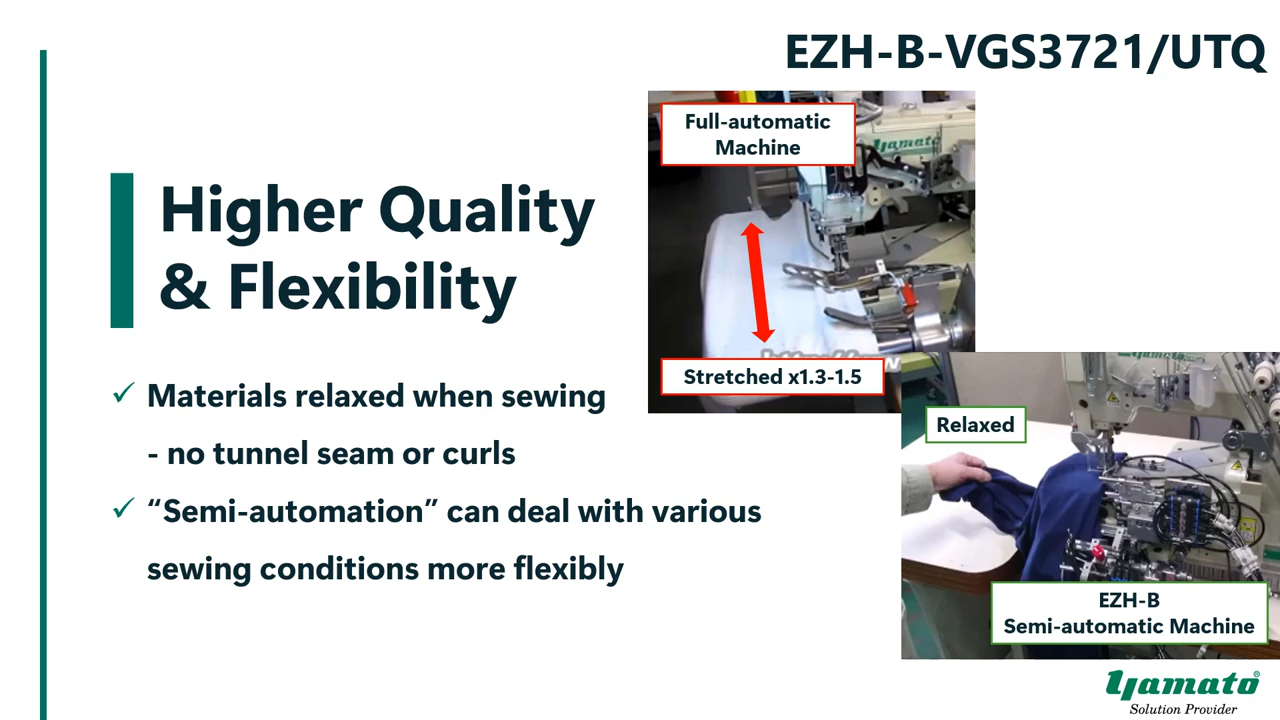 EZH-B-VGS3721/UTQ
Higher Quality
& Flexibility
✓ Materials relaxed when sewing
- no tunnel seam or curls
✓ “Semi-automation” can deal with various
sewing conditions more flexibly
Full-automatic
Machine
yamato
Stretched x1.3-1.5
Relaxed
EZH-B
Semi-automatic Machine
yamato®
Solution Provider